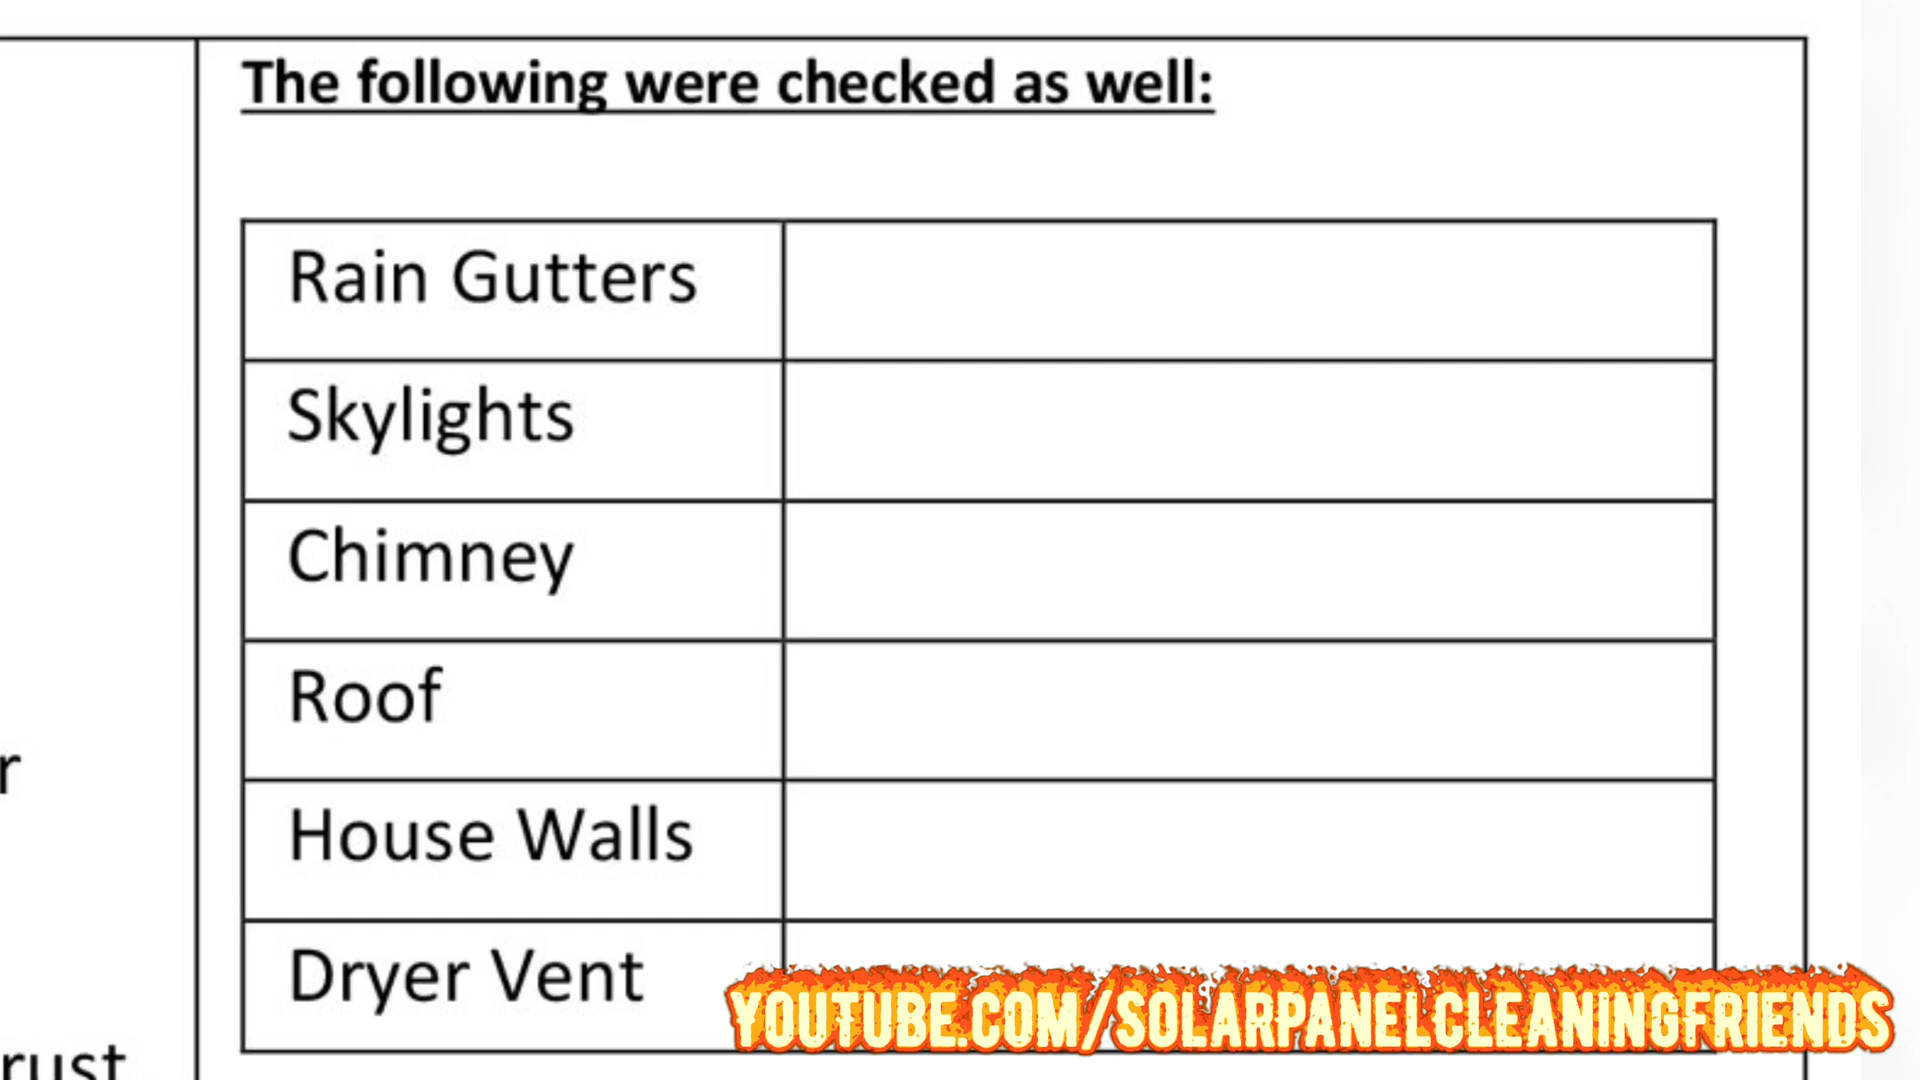 The following were checked as well:
Rain Gutters
Skylights
Chimney
Roof
House Walls
Dryer Vent
r
rust.
YOUTUBE.COM/SOLARPANELCLEANINGFRIENDS